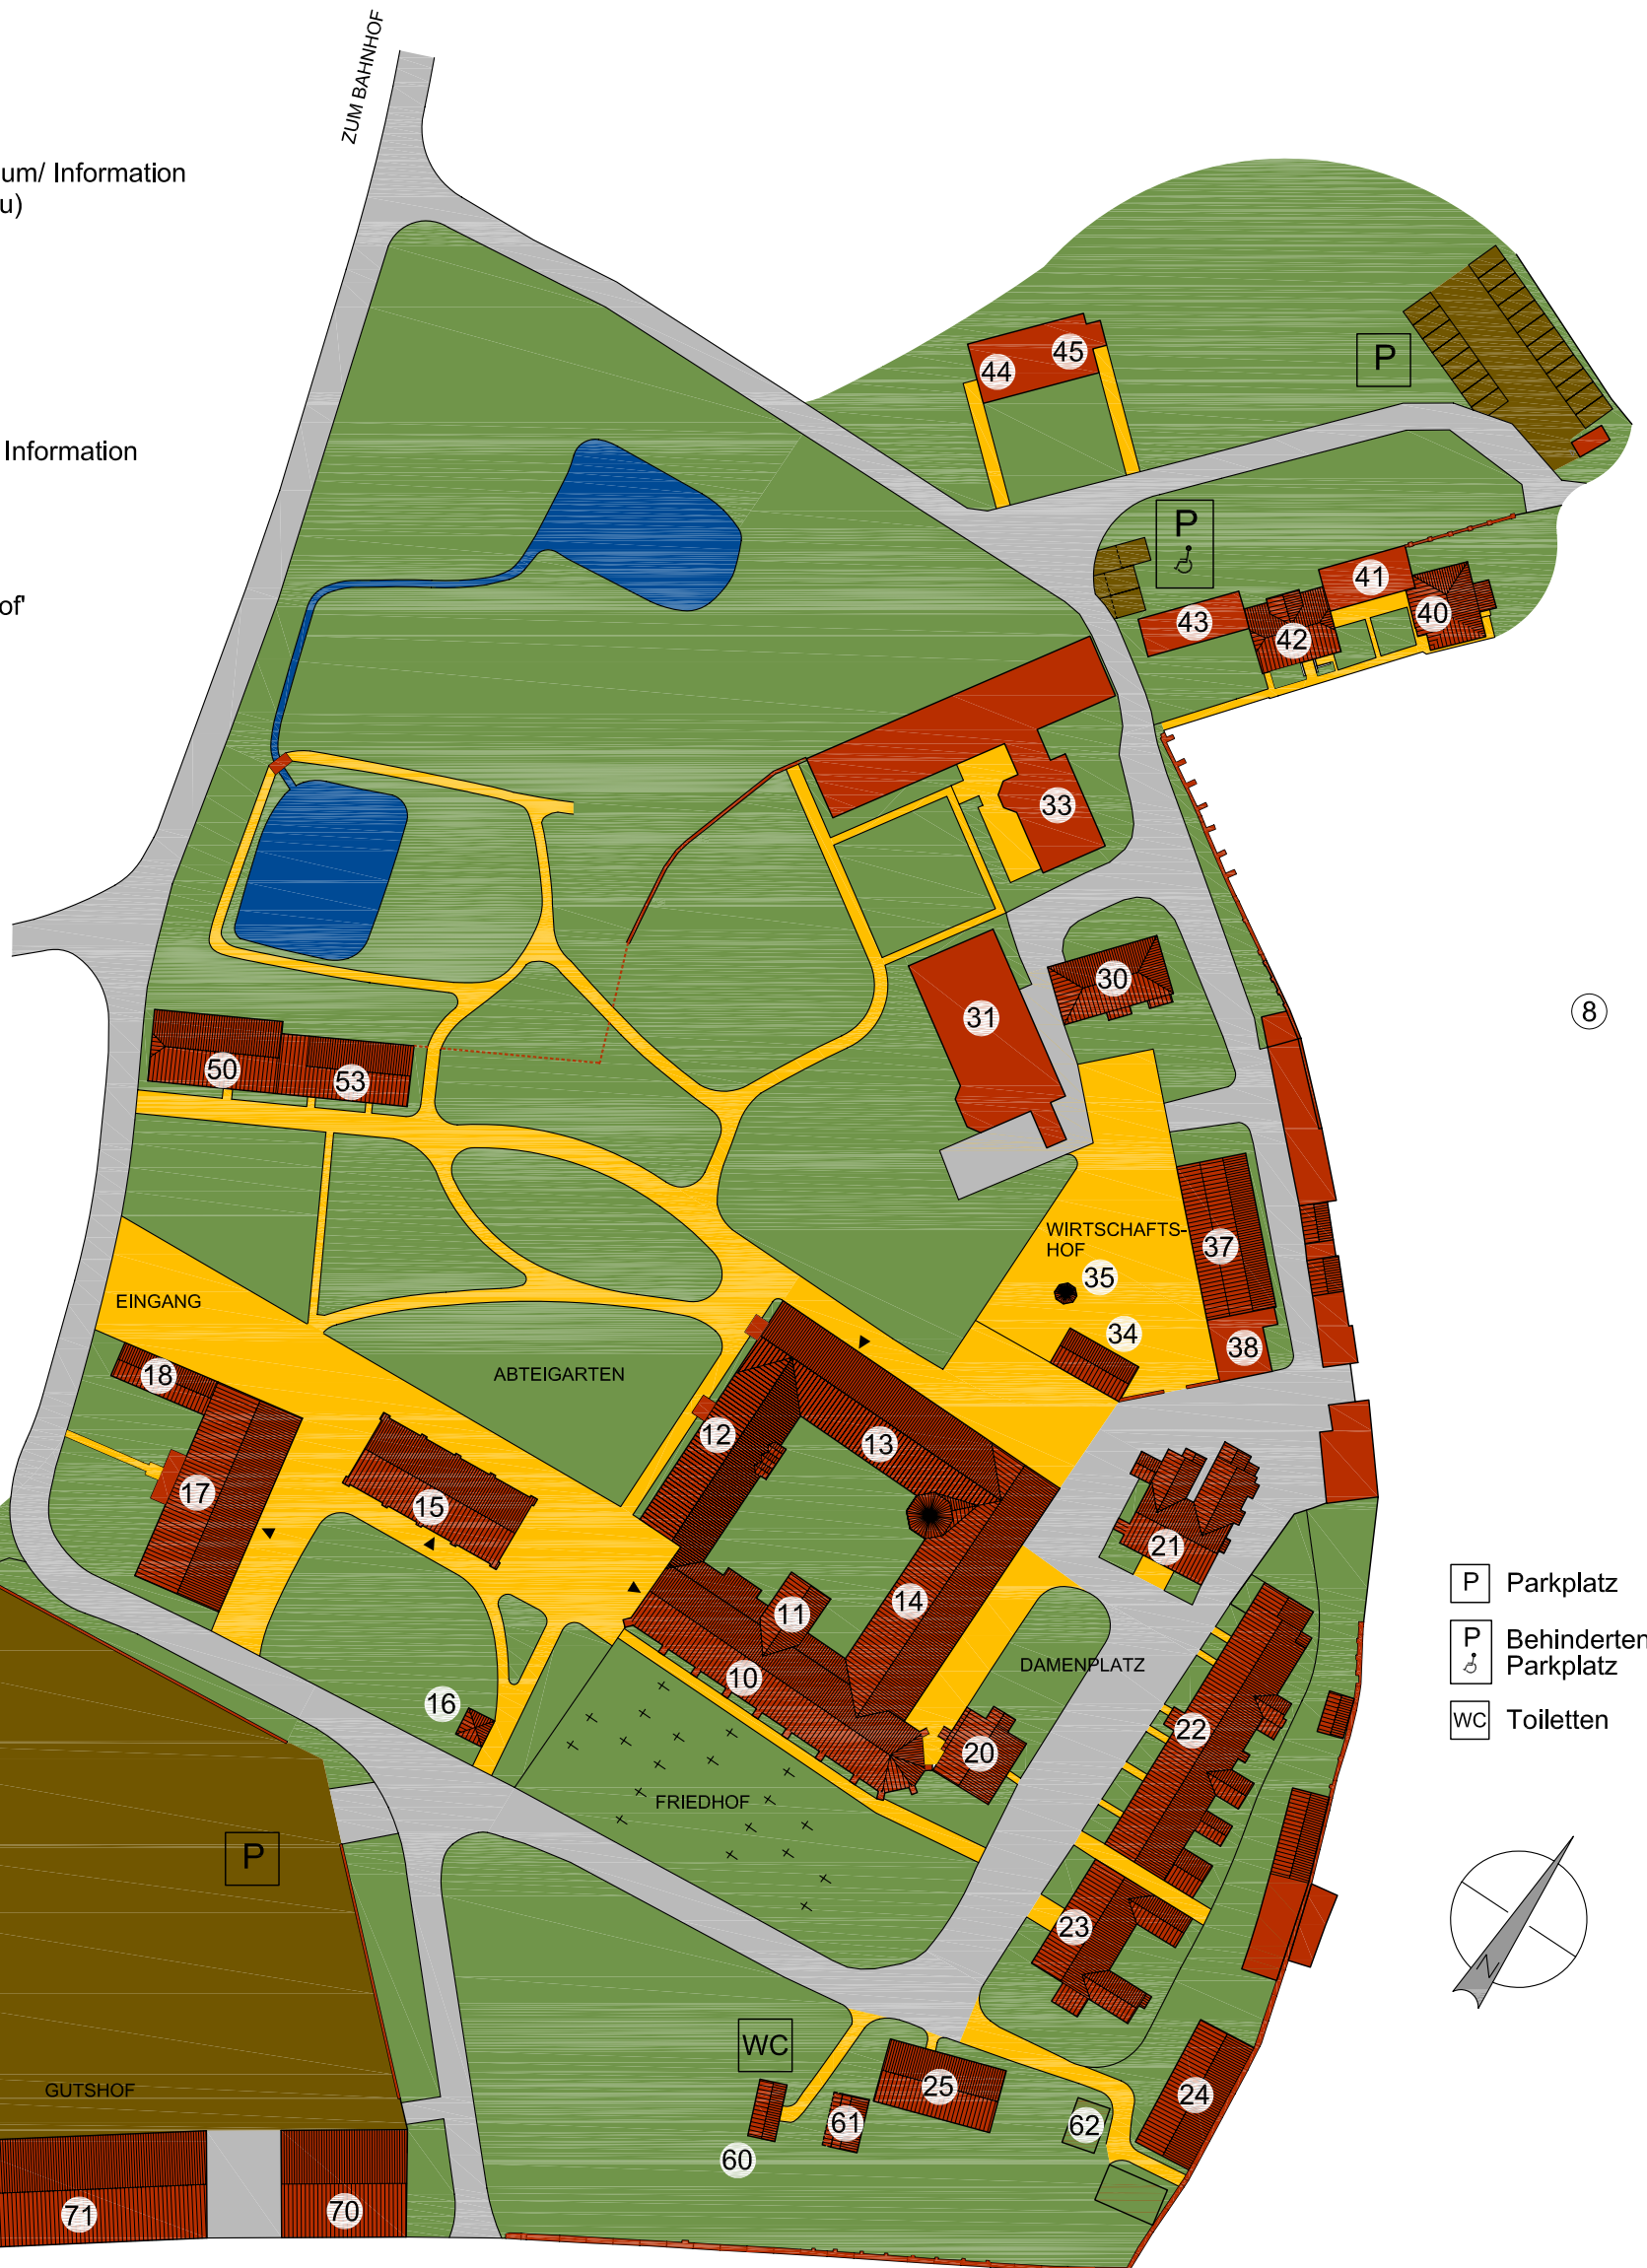 ZUM BAHNHOF
um/ Information
u)
Information
of'
44
45
P
P
43
42
41
40
33
30
31
8
50
53
WIRTSCHAFTS-
HOF
37
35
34
38
EINGANG
18
ABTEIGARTEN
12
13
17
15
21
11
14
10
DAMENPLATZ
16
20
22
FRIEDHOF
P
23
P Parkplatz
P Behinderten
Parkplatz
WC Toiletten
N
WC
GUTSHOF
25
24
61
62
60
71
70